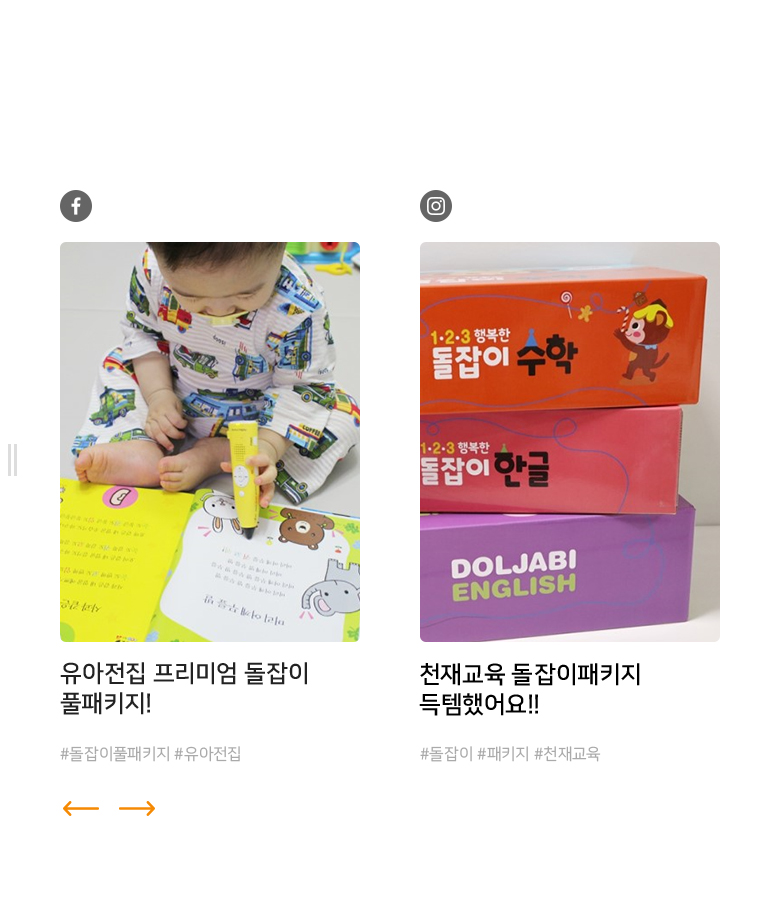 1·2·3 행복한
돌잡이 수학
1·2·3 행복한
돌잡이 한글
DOLJABI
ENGLISH
유아전집 프리미엄 돌잡이
풀패키지!
#돌잡이풀패키지 #유아전집
천재교육 돌잡이패키지
득템했어요!!
#돌잡이 #패키지 #천재교육